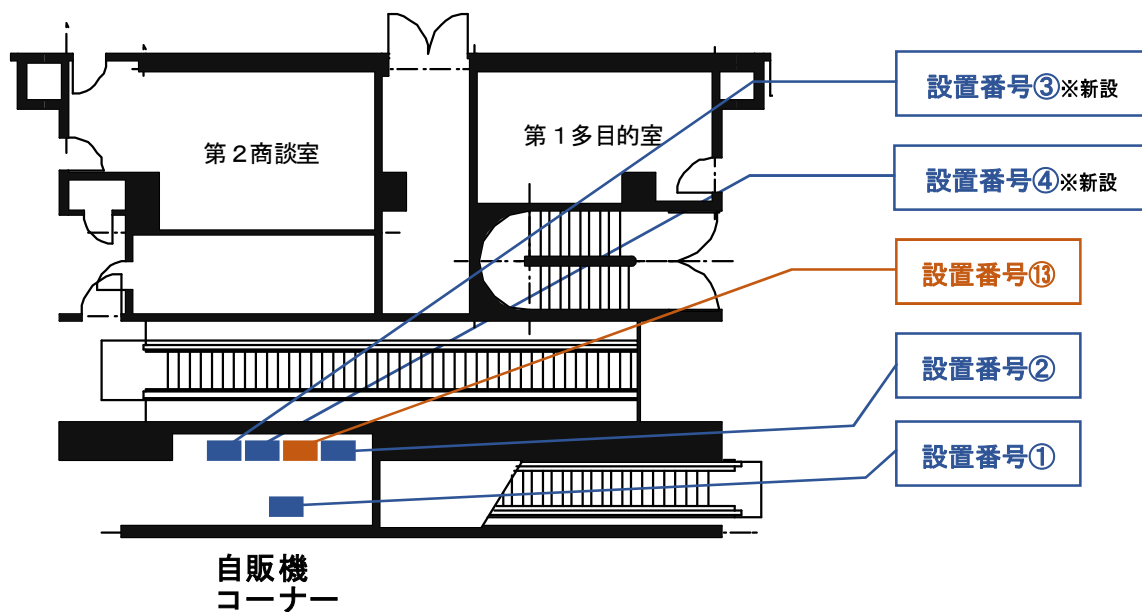 設置番号③※新設
第１多目的室
第２商談室
設置番号④※新設
設置番号⑬
設置番号②
設置番号①
自販機
コーナー